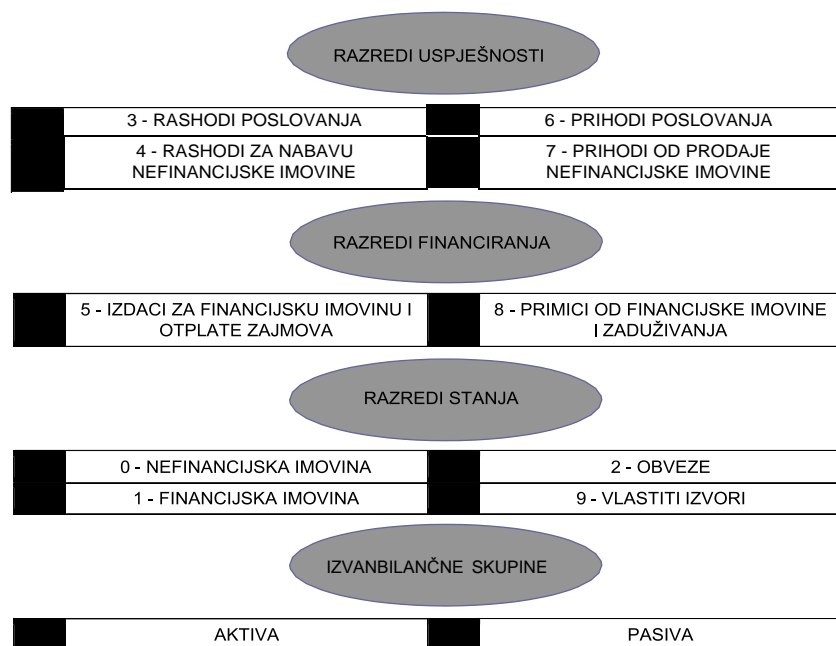 RAZREDI USPJEŠNOSTI
3 - RASHODI POSLOVANJA
6 - PRIHODI POSLOVANJA
4 - RASHODI ZA NABAVU
NEFINANCIJSKE IMOVINE
7 - PRIHODI OD PRODAJE
NEFINANCIJSKE IMOVINE
RAZREDI FINANCIRANJA
5 - IZDACI ZA FINANCIJSKU IMOVINU I
OTPLATE ZAJMOVA
8 - PRIMICI OD FINANCIJSKE IMOVINE
I ZADUŽIVANJA
RAZREDI STANJA
0 - NEFINANCIJSKA IMOVINA
2 - OBVEZE
1 - FINANCIJSKA IMOVINA
9 - VLASTITI IZVORI
IZVANBILANČNE SKUPINE
AKTIVA
PASIVA